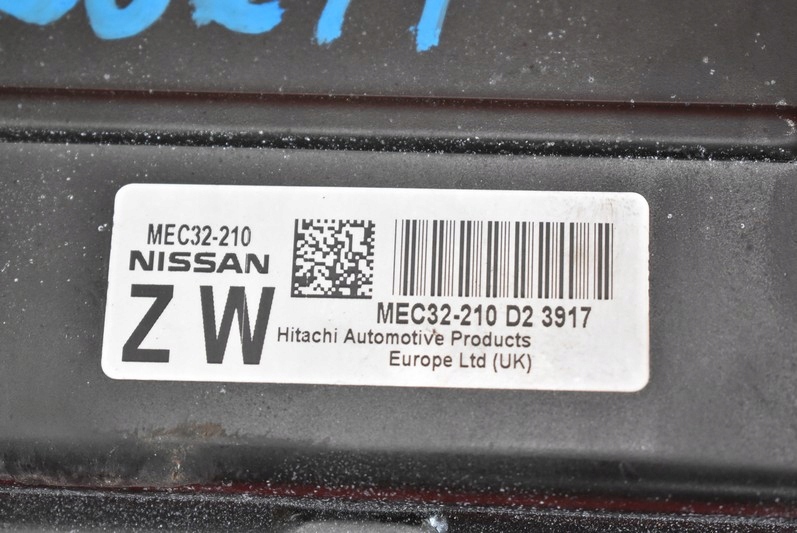 MEC32-210
NISSAN
Z W
MEC32-210 D2 3917
Hitachi Automotive Products
Europe Ltd (UK)